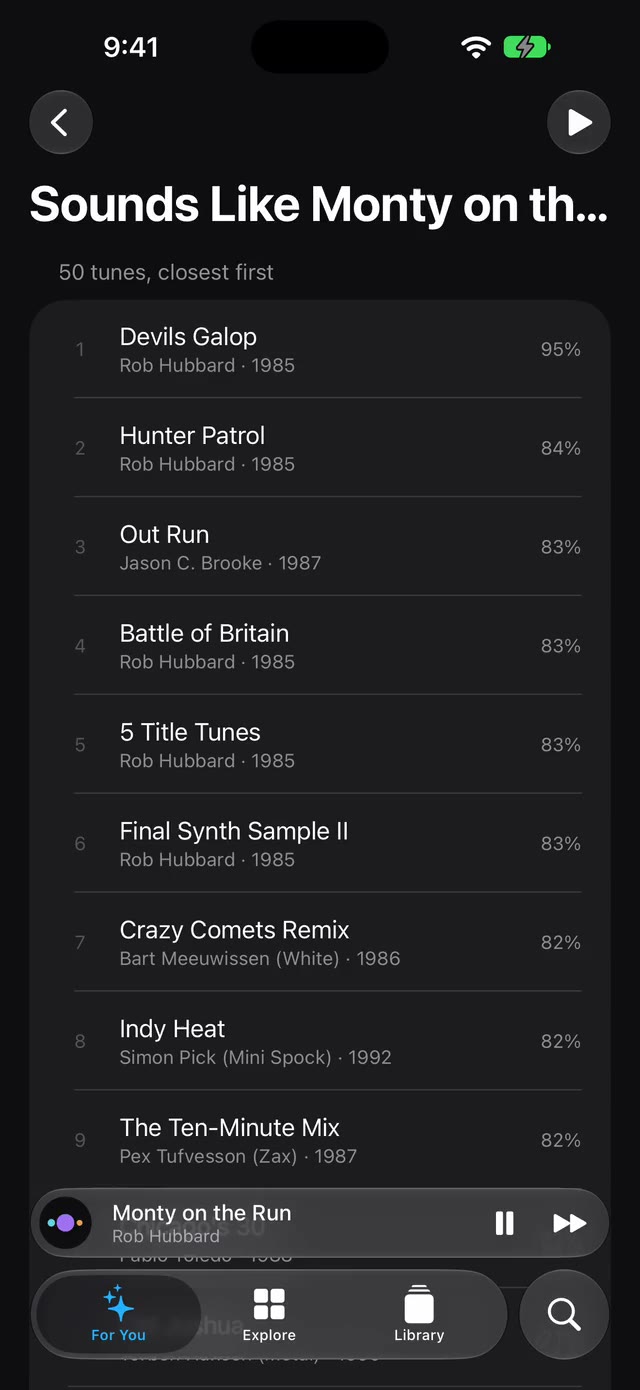 9:41
Sounds Like Monty on th...
50 tunes, closest first
1
Devils Galop
95%
Rob Hubbard · 1985
2
Hunter Patrol
84%
Rob Hubbard · 1985
3
Out Run
83%
Jason C. Brooke · 1987
4
Battle of Britain
83%
Rob Hubbard · 1985
5
5 Title Tunes
83%
Rob Hubbard · 1985
6
Final Synth Sample II
83%
Rob Hubbard · 1985
7
Crazy Comets Remix
82%
Bart Meeuwissen (White) · 1986
8
Indy Heat
82%
Simon Pick (Mini Spock) · 1992
9
The Ten-Minute Mix
82%
Pex Tufvesson (Zax) · 1987
Monty on the Run
Rob Hubbard
For You
Explore
Library